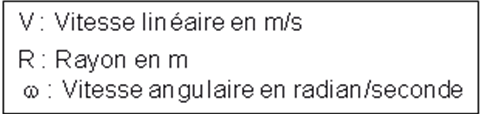 V : Vitesse linéaire en m/s
R : Rayon en m
ω : Vitesse angulaire en radian/seconde